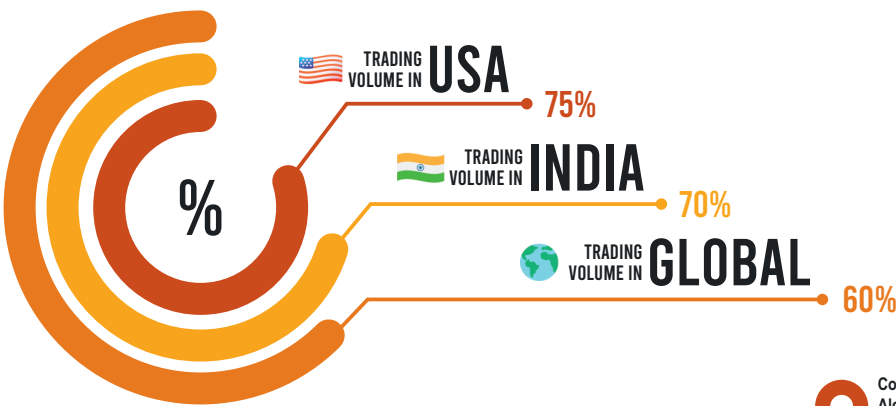 TRADING
VOLUME IN USA
75%
TRADING
VOLUME IN INDIA
70%
%
TRADING
VOLUME IN GLOBAL
60%